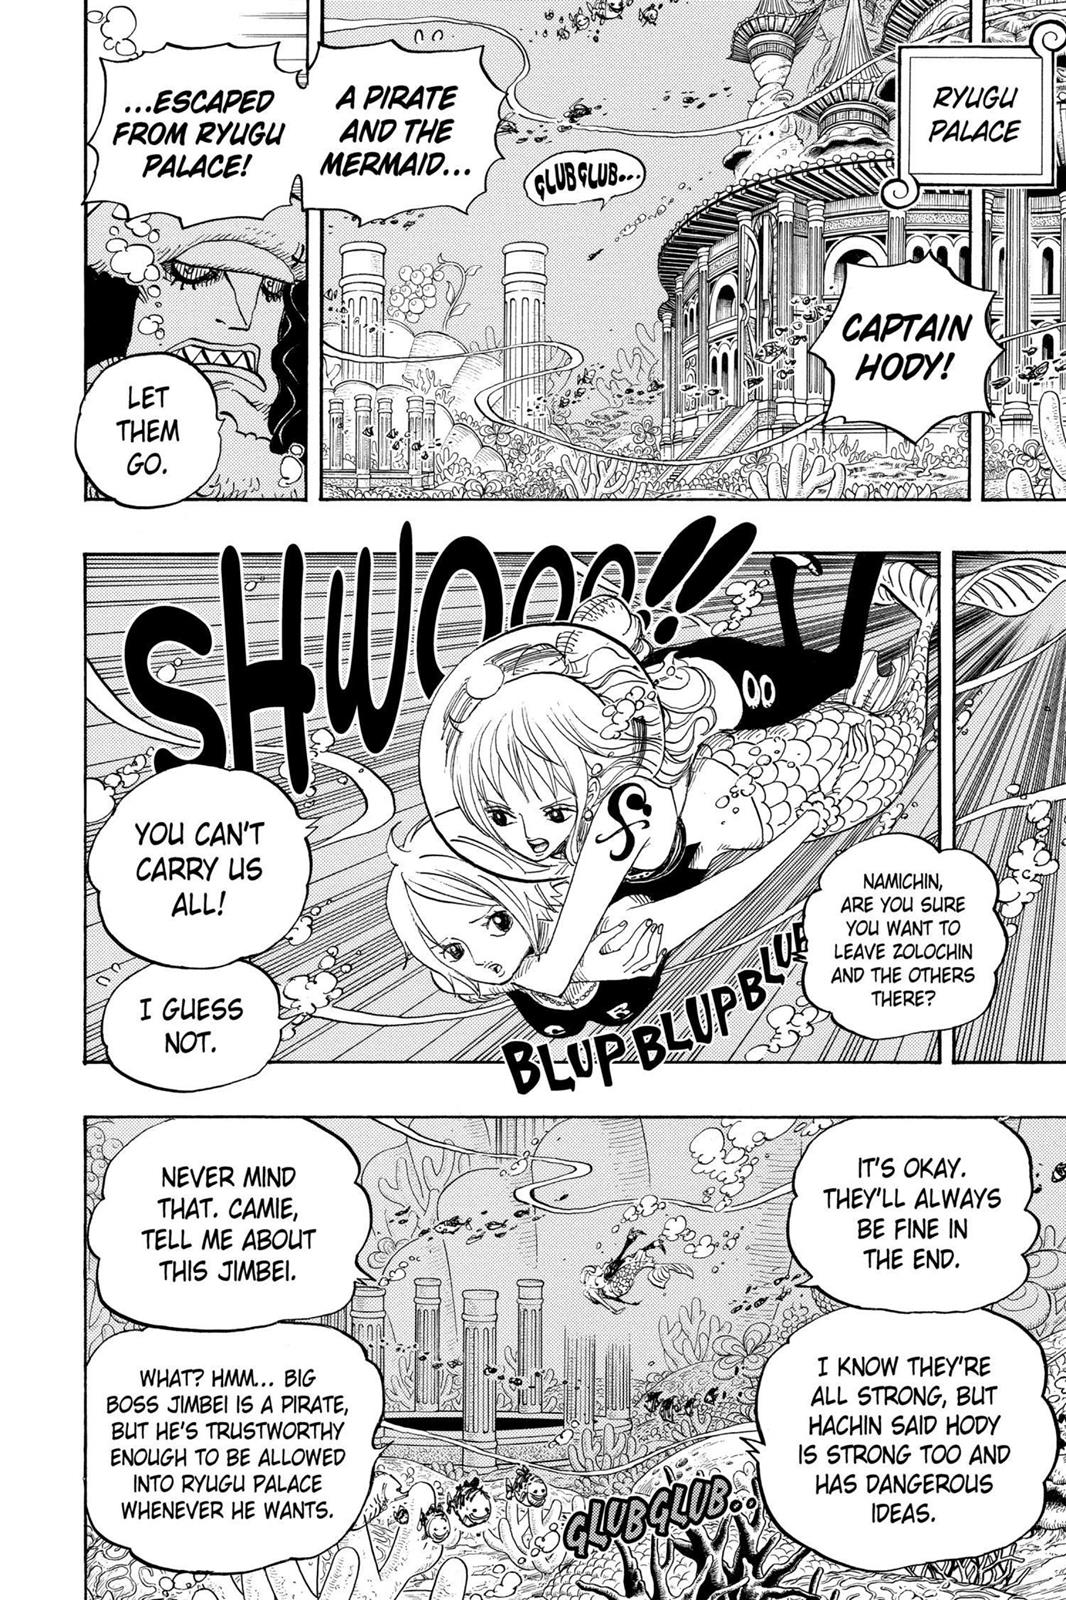 RYUGU
PALACE
CAPTAIN
HODY!
GLUB GLUB...
A PIRATE
AND THE
MERMAID...
...ESCAPED
FROM RYUGU
PALACE!
LET
THEM
GO.
NAMICHIN,
ARE YOU SURE
YOU WANT TO
LEAVE ZOLOCHIN
AND THE OTHERS
THERE?
SHWOOO!!
YOU CAN'T
CARRY US
ALL!
I GUESS
NOT.
BLUP BLUP BLUP
IT'S OKAY.
THEY'LL ALWAYS
BE FINE IN
THE END.
I KNOW THEY'RE
ALL STRONG, BUT
HACHIN SAID HODY
IS STRONG TOO AND
HAS DANGEROUS
IDEAS.
NEVER MIND
THAT. CAMIE,
TELL ME ABOUT
THIS JIMBEI.
WHAT? HMM... BIG
BOSS JIMBEI IS A PIRATE,
BUT HE'S TRUSTWORTHY
ENOUGH TO BE ALLOWED
INTO RYUGU PALACE
WHENEVER HE WANTS.
GLUB GLUB..